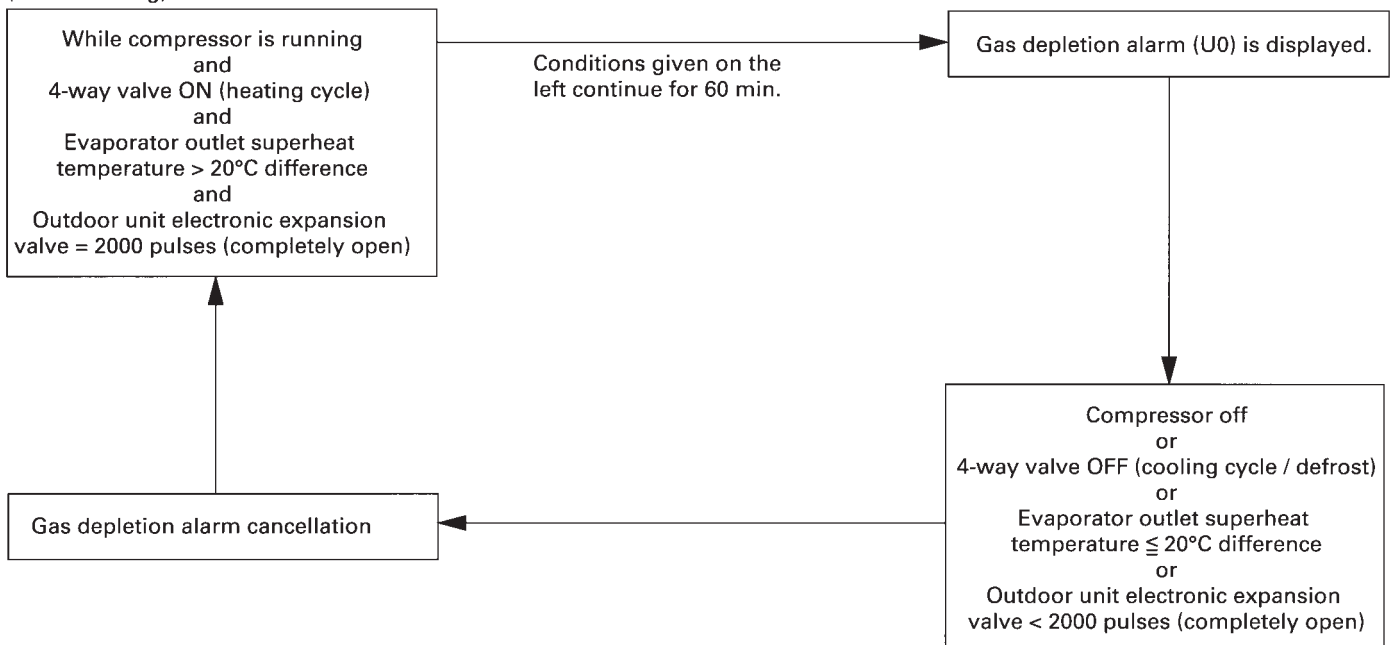 While compressor is running
and
4-way valve ON (heating cycle)
and
Evaporator outlet superheat
temperature > 20°C difference
and
Outdoor unit electronic expansion
valve = 2000 pulses (completely open)
Conditions given on the
left continue for 60 min.
Gas depletion alarm (U0) is displayed.
Compressor off
or
4-way valve OFF (cooling cycle / defrost)
or
Evaporator outlet superheat
temperature ≦ 20°C difference
or
Outdoor unit electronic expansion
valve < 2000 pulses (completely open)
Gas depletion alarm cancellation